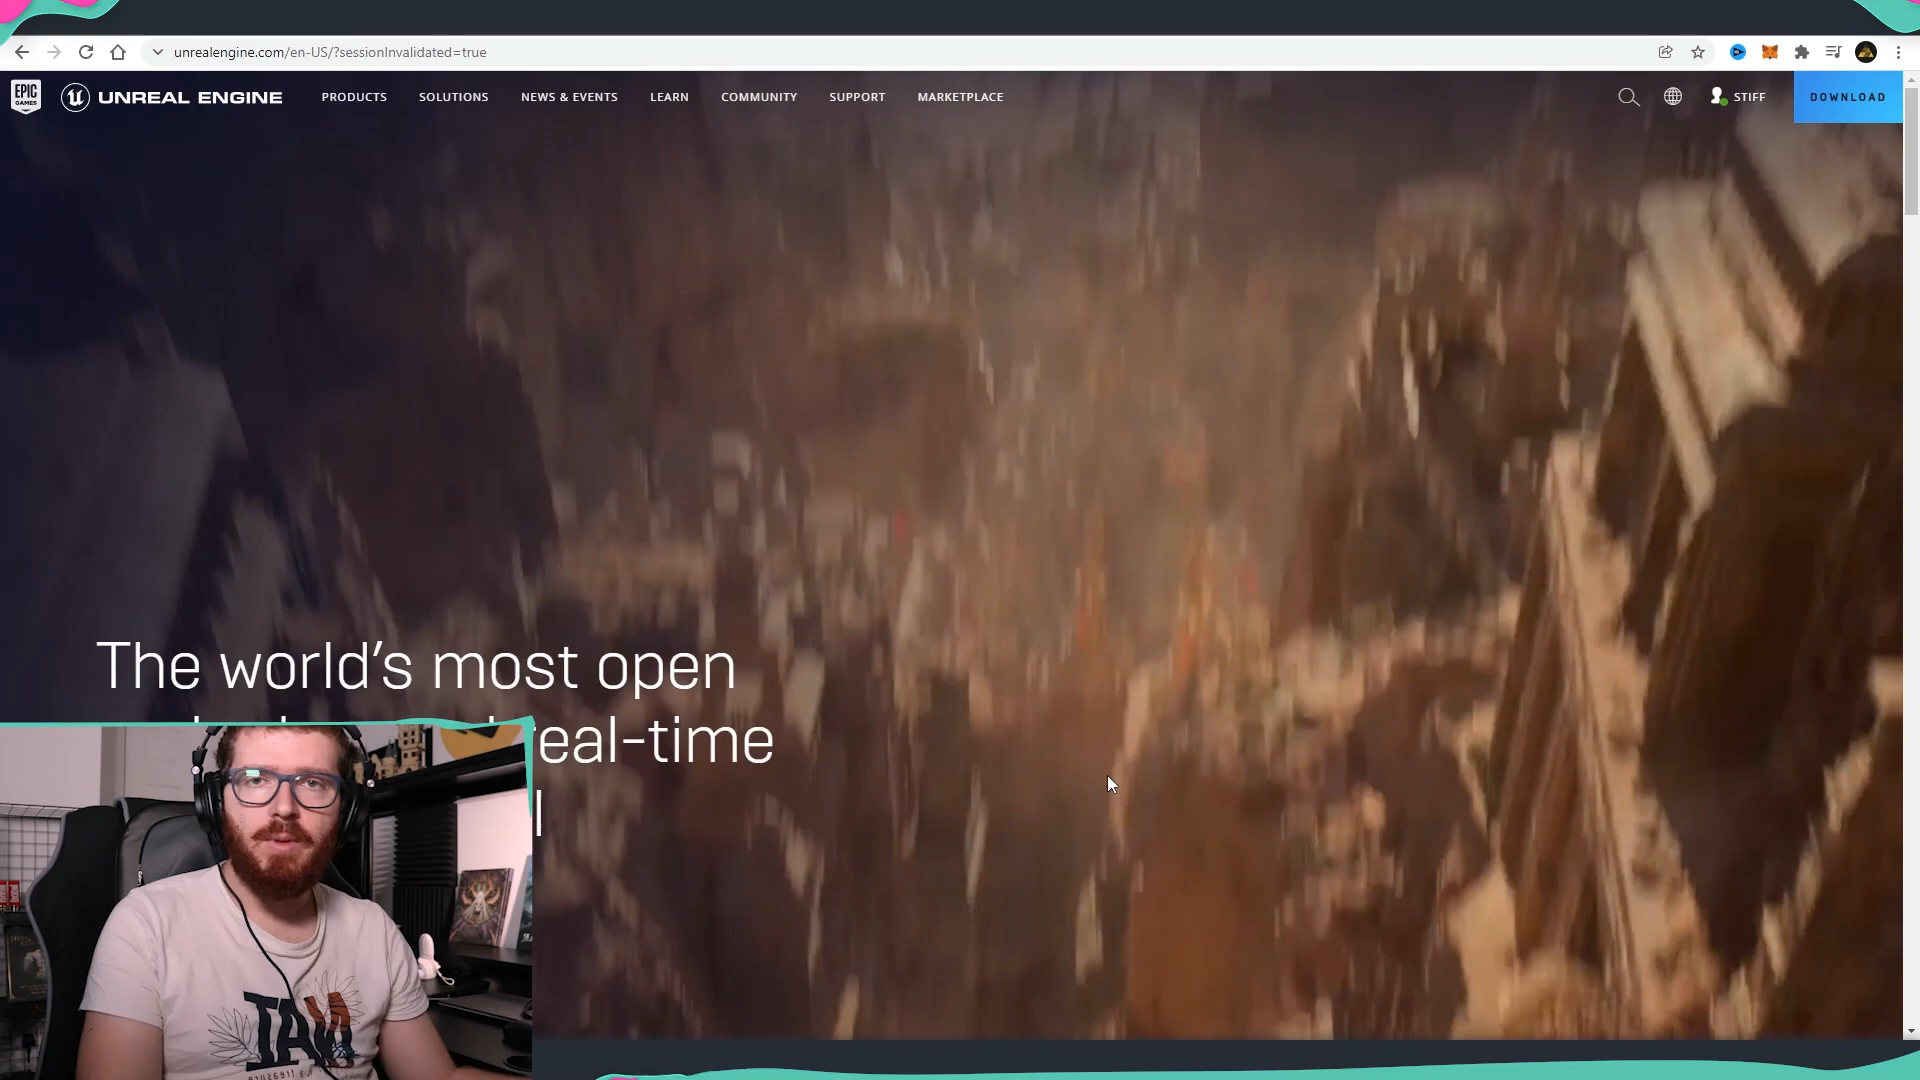 unrealengine.com/en-US/?sessionInvalidated=true
EPIC
GAMES
UNREAL ENGINE
PRODUCTS
SOLUTIONS
NEWS & EVENTS
LEARN
COMMUNITY
SUPPORT
MARKETPLACE
STIFF
DOWNLOAD
The world's most open
real-time